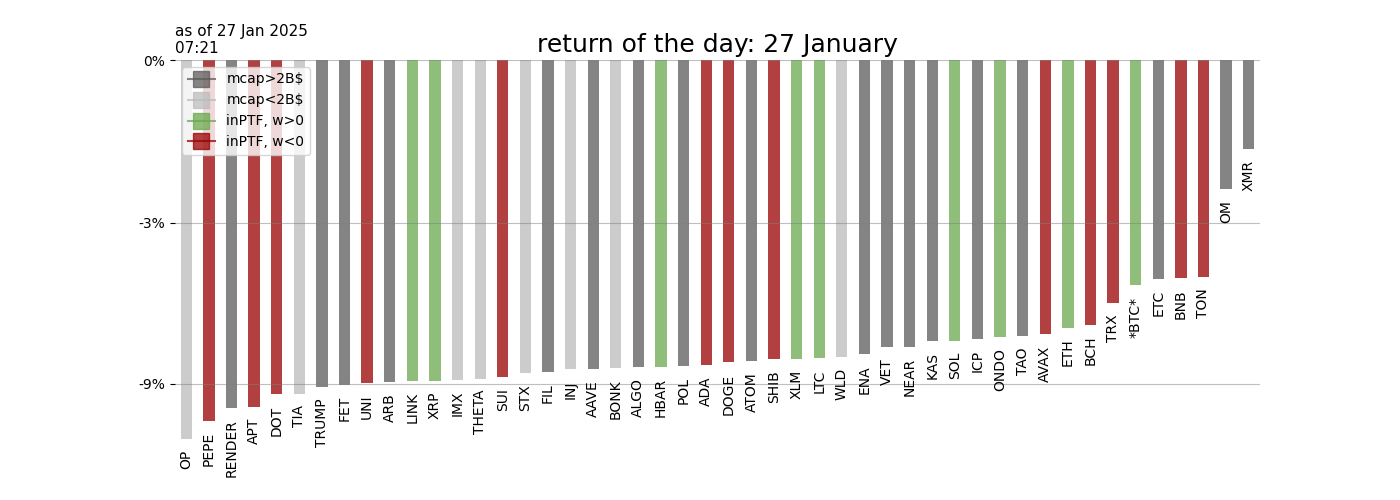 as of 27 Jan 2025
07:21
return of the day: 27 January
0%
-3%
-9%
mcap>2B$
mcap<2B$
inPTF, w>0
inPTF, w<0
OP
PEPE
RENDER
APT
DOT
TIA
TRUMP
FET
UNI
ARB
LINK
XRP
IMX
THETA
SUI
STX
FIL
INJ
AAVE
BONK
ALGO
HBAR
POL
ADA
DOGE
ATOM
SHIB
XLM
LTC
WLD
ENA
VET
NEAR
KAS
SOL
ICP
ONDO
TAO
AVAX
ETH
BCH
TRX
*BTC*
ETC
BNB
TON
OM
XMR